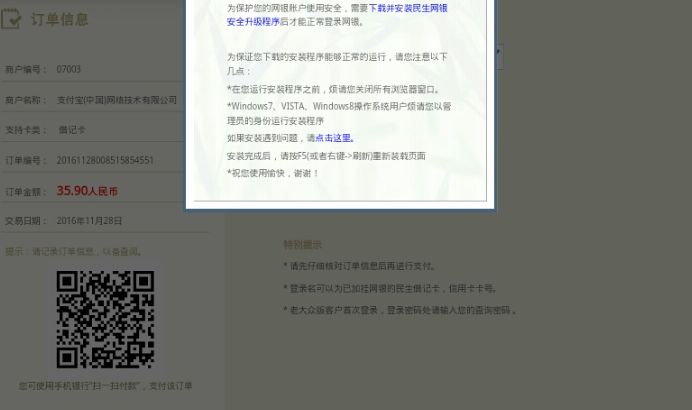 订单信息
商户编号： 07003
商户名称： 支付宝(中国)网络技术有限公司
支持卡类： 借记卡
订单编号： 20161128008515854551
订单金额： 35.90人民币
交易日期： 2016年11月28日
提示：请记录订单信息，以备查阅。
您可使用手机银行“扫一扫付款”，支付该订单
为保护您的网银账户使用安全，需要下载并安装民生网银
安全升级程序后才能正常登录网银。
为保证您下载的安装程序能够正常的运行，请您注意以下
几点：
*在您运行安装程序之前，烦请您关闭所有浏览器窗口。
*Windows7、VISTA、Windows8操作系统用户烦请您以管
理员的身份运行安装程序
如果安装遇到问题，请点击这里。
安装完成后，请按F5(或者右键->刷新)重新装载页面
*祝您使用愉快，谢谢！
特别提示
* 请先仔细核对订单信息后再进行支付。
* 登录名可以为已加挂网银的民生借记卡，信用卡卡号。
* 老大众版客户首次登录，登录密码处请输入您的查询密码 。